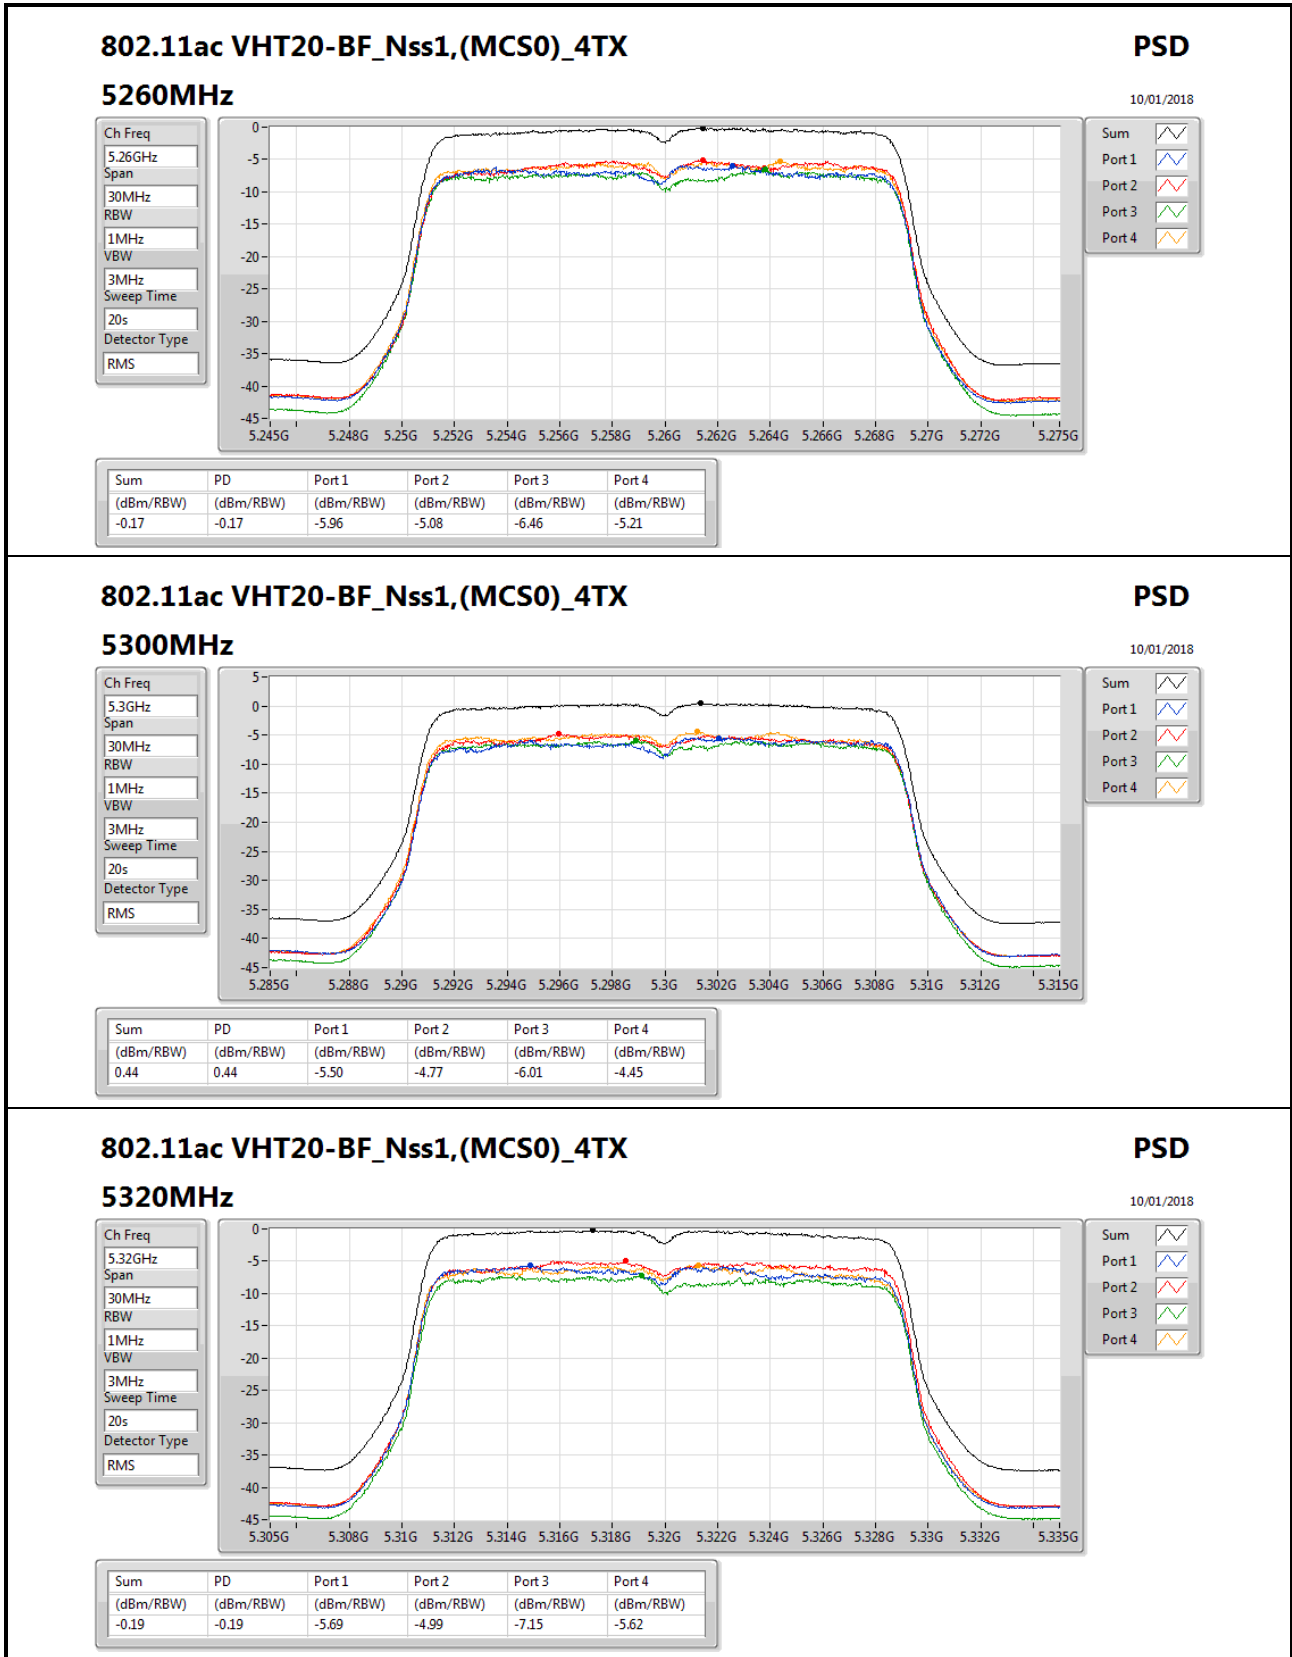 802.11ac VHT20-BF_Nss1,(MCS0)_4TX PSD
5260MHz 10/01/2018
Ch Freq
5.26GHz
Span
30MHz
RBW
1MHz
VBW
3MHz
Sweep Time
20s
Detector Type
RMS
0
-5
-10
-15
-20
-25
-30
-35
-40
-45
5.245G 5.248G 5.25G 5.252G 5.254G 5.256G 5.258G 5.26G 5.262G 5.264G 5.266G 5.268G 5.27G 5.272G 5.275G
Sum
Port 1
Port 2
Port 3
Port 4
Sum PD Port 1 Port 2 Port 3 Port 4
(dBm/RBW) (dBm/RBW) (dBm/RBW) (dBm/RBW) (dBm/RBW) (dBm/RBW)
-0.17 -0.17 -5.96 -5.08 -6.46 -5.21
802.11ac VHT20-BF_Nss1,(MCS0)_4TX PSD
5300MHz 10/01/2018
Ch Freq
5.3GHz
Span
30MHz
RBW
1MHz
VBW
3MHz
Sweep Time
20s
Detector Type
RMS
5
0
-5
-10
-15
-20
-25
-30
-35
-40
-45
5.285G 5.288G 5.29G 5.292G 5.294G 5.296G 5.298G 5.3G 5.302G 5.304G 5.306G 5.308G 5.31G 5.312G 5.315G
Sum
Port 1
Port 2
Port 3
Port 4
Sum PD Port 1 Port 2 Port 3 Port 4
(dBm/RBW) (dBm/RBW) (dBm/RBW) (dBm/RBW) (dBm/RBW) (dBm/RBW)
0.44 0.44 -5.50 -4.77 -6.01 -4.45
802.11ac VHT20-BF_Nss1,(MCS0)_4TX PSD
5320MHz 10/01/2018
Ch Freq
5.32GHz
Span
30MHz
RBW
1MHz
VBW
3MHz
Sweep Time
20s
Detector Type
RMS
0
-5
-10
-15
-20
-25
-30
-35
-40
-45
5.305G 5.308G 5.31G 5.312G 5.314G 5.316G 5.318G 5.32G 5.322G 5.324G 5.326G 5.328G 5.33G 5.332G 5.335G
Sum
Port 1
Port 2
Port 3
Port 4
Sum PD Port 1 Port 2 Port 3 Port 4
(dBm/RBW) (dBm/RBW) (dBm/RBW) (dBm/RBW) (dBm/RBW) (dBm/RBW)
-0.19 -0.19 -5.69 -4.99 -7.15 -5.62